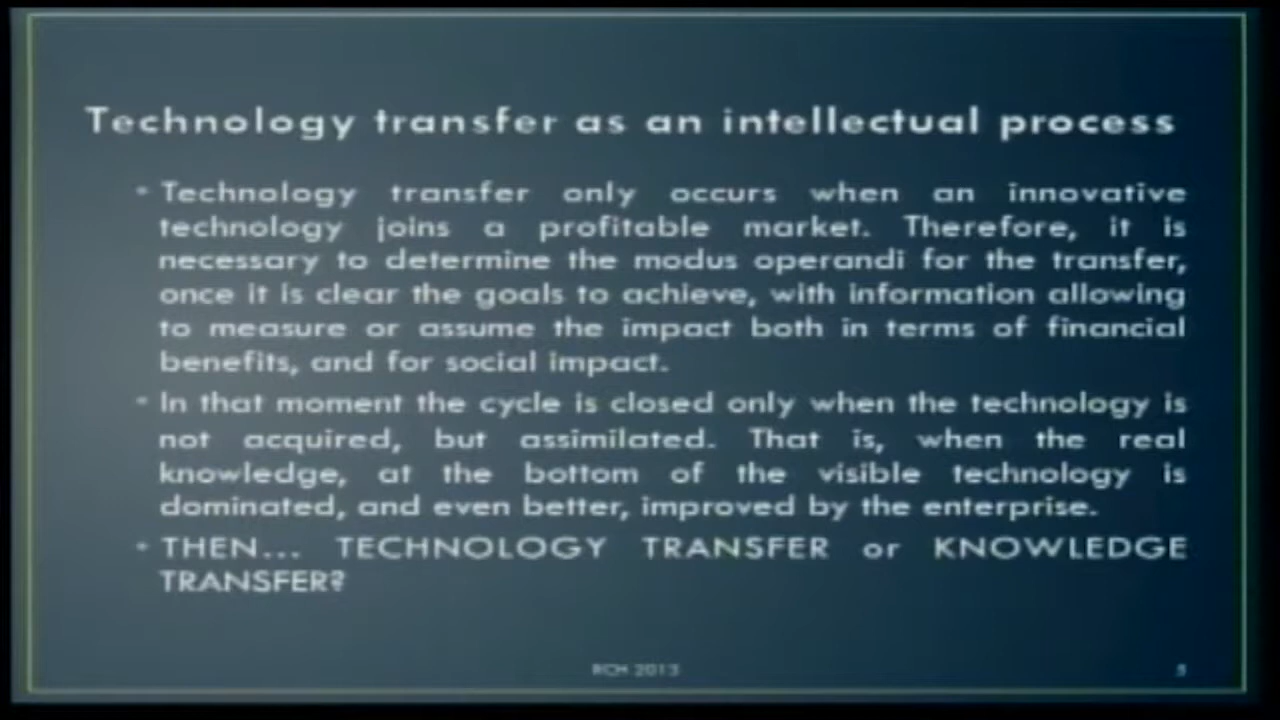 Technology transfer as an intellectual process
• Technology transfer only occurs when an innovative
technology joins a profitable market. Therefore, it is
necessary to determine the modus operandi for the transfer,
once it is clear the goals to achieve, with information allowing
to measure or assume the impact both in terms of financial
benefits, and for social impact.
• In that moment the cycle is closed only when the technology is
not acquired, but assimilated. That is, when the real
knowledge, at the bottom of the visible technology is
dominated, and even better, improved by the enterprise.
• THEN... TECHNOLOGY TRANSFER or KNOWLEDGE
TRANSFER?
RCH 2013
5